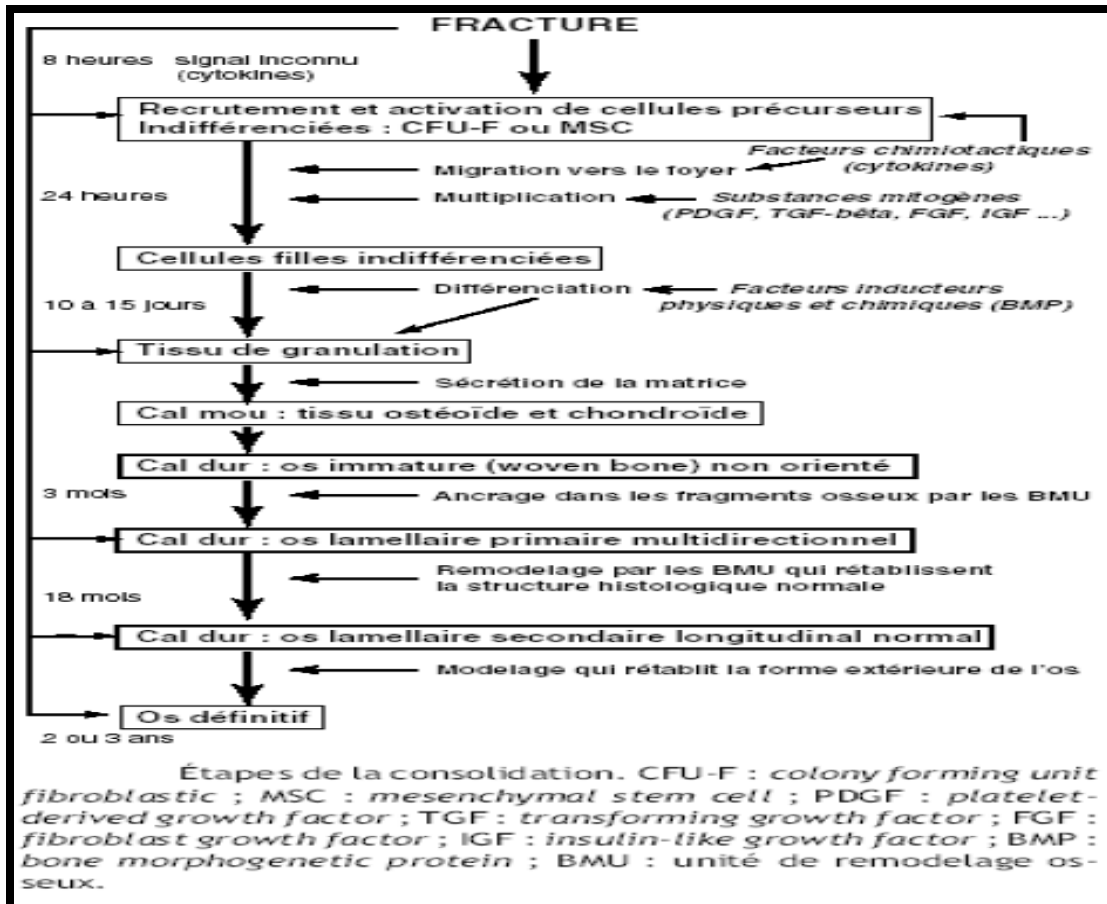 FRACTURE
8 heures signal inconnu
(cytokines)
Recrutement et activation de cellules précurseurs
Indifférenciées : CFU-F ou MSC
Facteurs chimiotactiques
(cytokines)
Migration vers le foyer
24 heures
Multiplication
Substances mitogènes
(PDGF, TGF-bêta, FGF, IGF ...)
Cellules filles indifférenciées
Différenciation
Facteurs inducteurs
physiques et chimiques (BMP)
10 à 15 jours
Tissu de granulation
Sécrétion de la matrice
Cal mou : tissu ostéoïde et chondroïde
Cal dur : os immature (woven bone) non orienté
3 mois
Ancrage dans les fragments osseux par les BMU
Cal dur : os lamellaire primaire multidirectionnel
Remodelage par les BMU qui rétablissent
la structure histologique normale
18 mois
Cal dur : os lamellaire secondaire longitudinal normal
Modelage qui rétablit la forme extérieure de l'os
Os définitif
2 ou 3 ans
Étapes de la consolidation. CFU-F : colony forming unit
fibroblastic ; MSC : mesenchymal stem cell ; PDGF : platelet-
derived growth factor ; TGF : transforming growth factor ; FGF :
fibroblast growth factor ; IGF : insulin-like growth factor ; BMP :
bone morphogenetic protein ; BMU : unité de remodelage os-
seux.